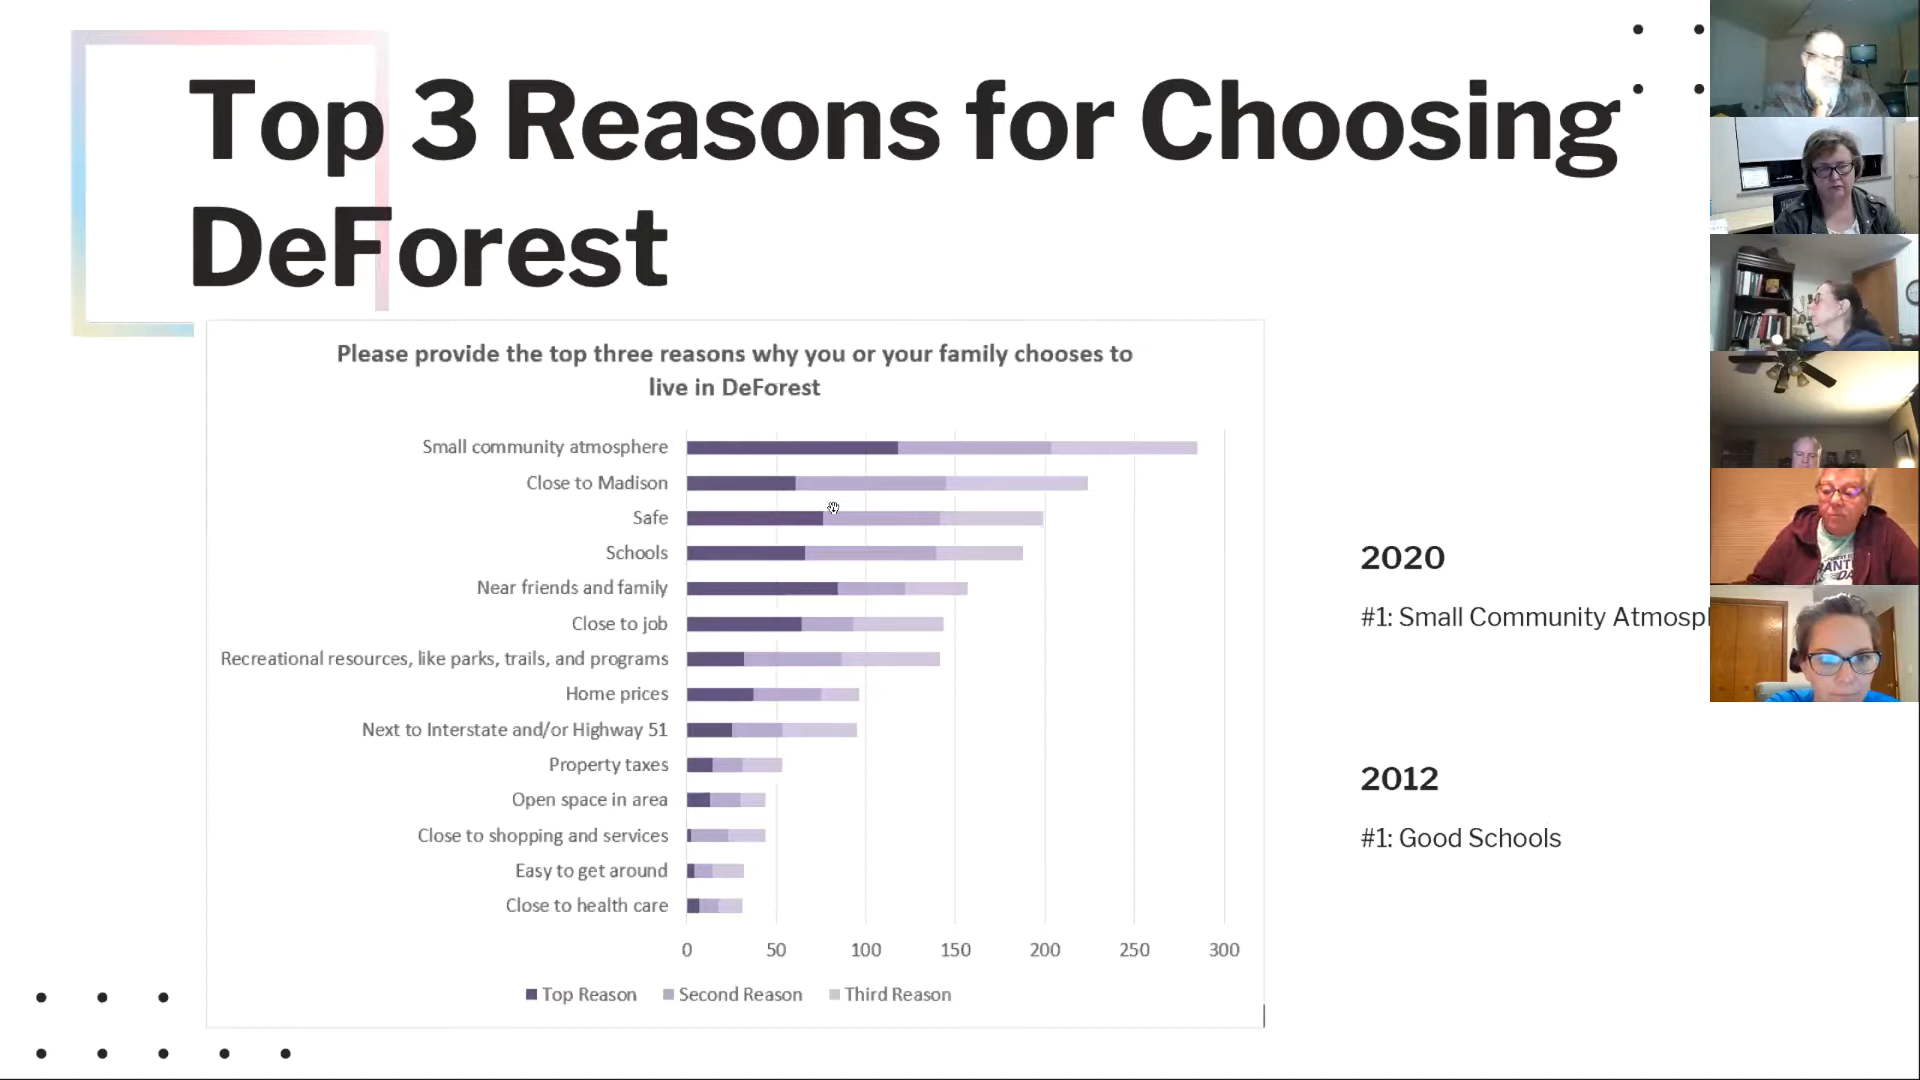 Top 3 Reasons for Choosing
DeForest
Please provide the top three reasons why you or your family chooses to
live in DeForest
Small community atmosphere
Close to Madison
Safe
Schools
Near friends and family
Close to job
Recreational resources, like parks, trails, and programs
Home prices
Next to Interstate and/or Highway 51
Property taxes
Open space in area
Close to shopping and services
Easy to get around
Close to health care
0 50 100 150 200 250 300
Top Reason Second Reason Third Reason
2020
#1: Small Community Atmosp
2012
#1: Good Schools